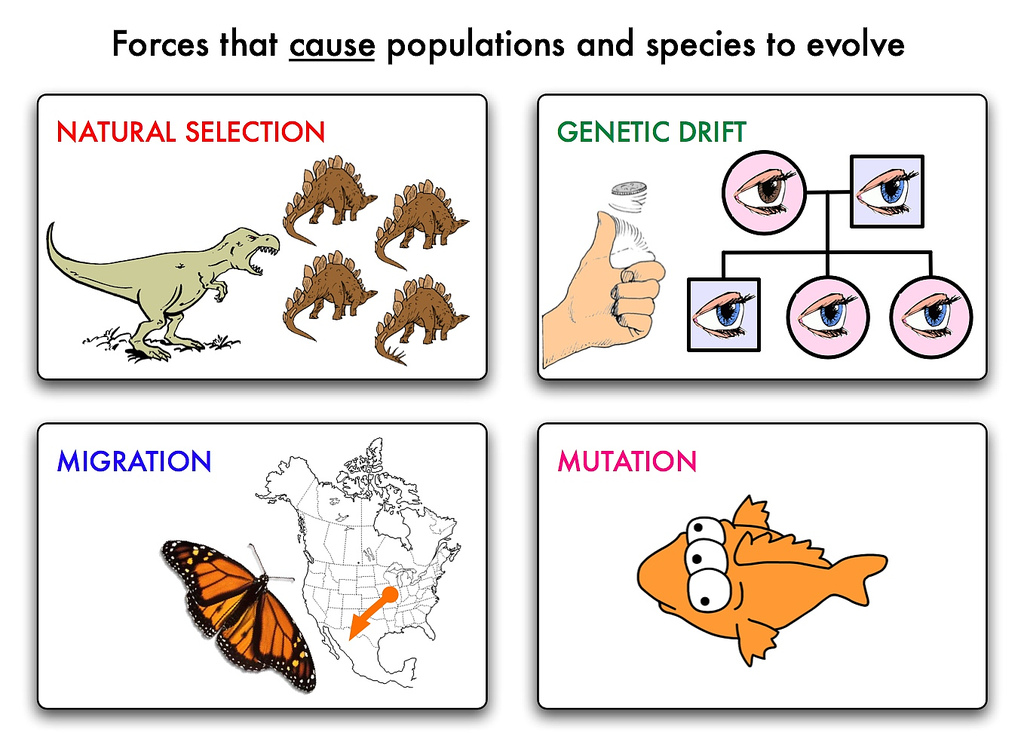 Forces that cause populations and species to evolve
NATURAL SELECTION
GENETIC DRIFT
MIGRATION
MUTATION